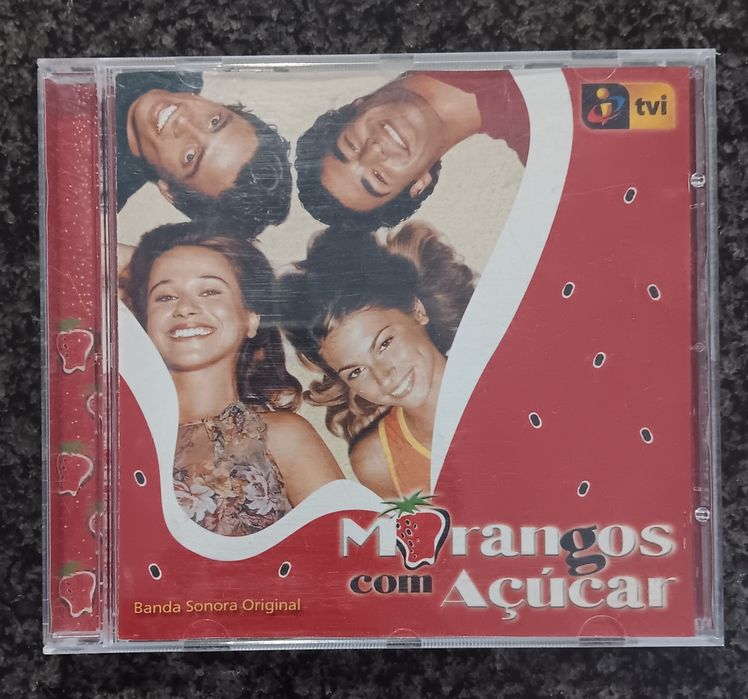 tvi
Morangos
com Açúcar
Banda Sonora Original